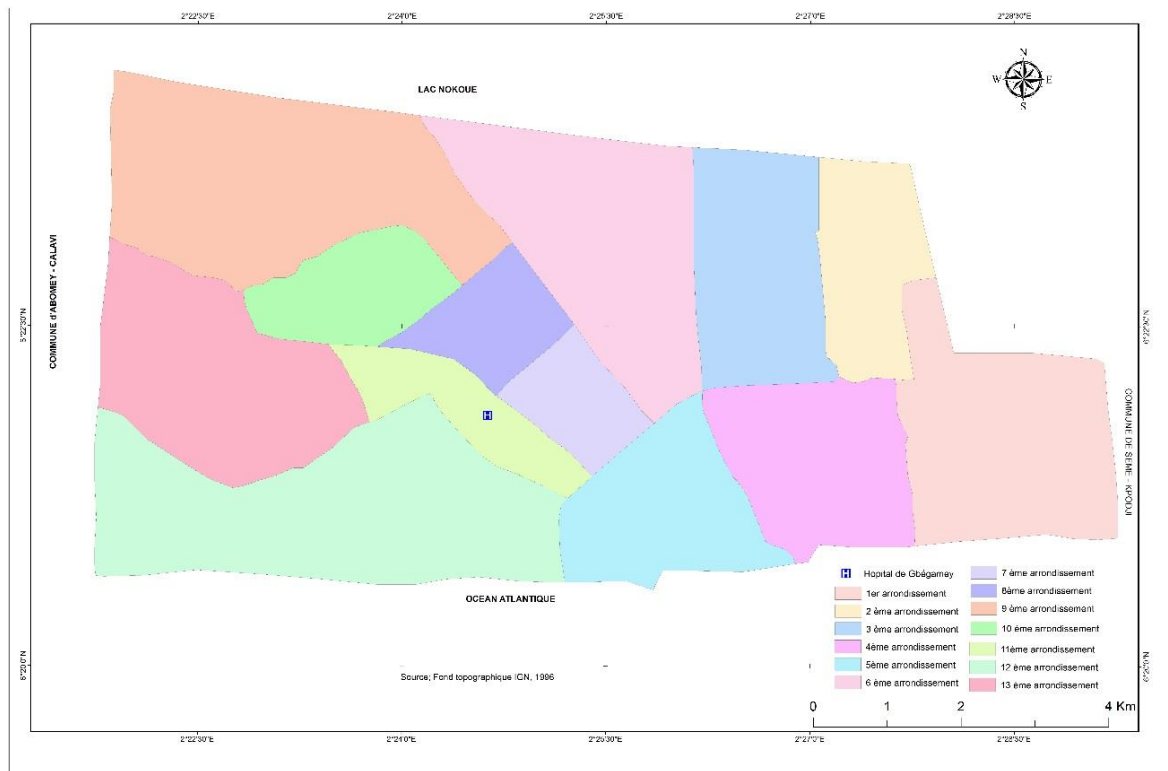 2°22'30"E 2°24'0"E 2°25'30"E 2°27'0"E 2°28'30"E
N
W E
S
LAC NOKOUE
COMMUNE d'ABOMEY - CALAVI
COMMUNE DE SEME - KPODJI
H
OCEAN ATLANTIQUE
Source; Fond topographique IGN, 1996
H Hopital de Gbégamey
1er arrondissement
2 ème arrondissement
3 ème arrondissement
4ème arrondissement
5ème arrondissement
6 ème arrondissement
7 ème arrondissement
8ème arrondissement
9 ème arrondissement
10 ème arrondissement
11ème arrondissement
12 ème arrondissement
13 ème arrondissement
0 1 2 4 Km
2°22'30"E 2°24'0"E 2°25'30"E 2°27'0"E 2°28'30"E